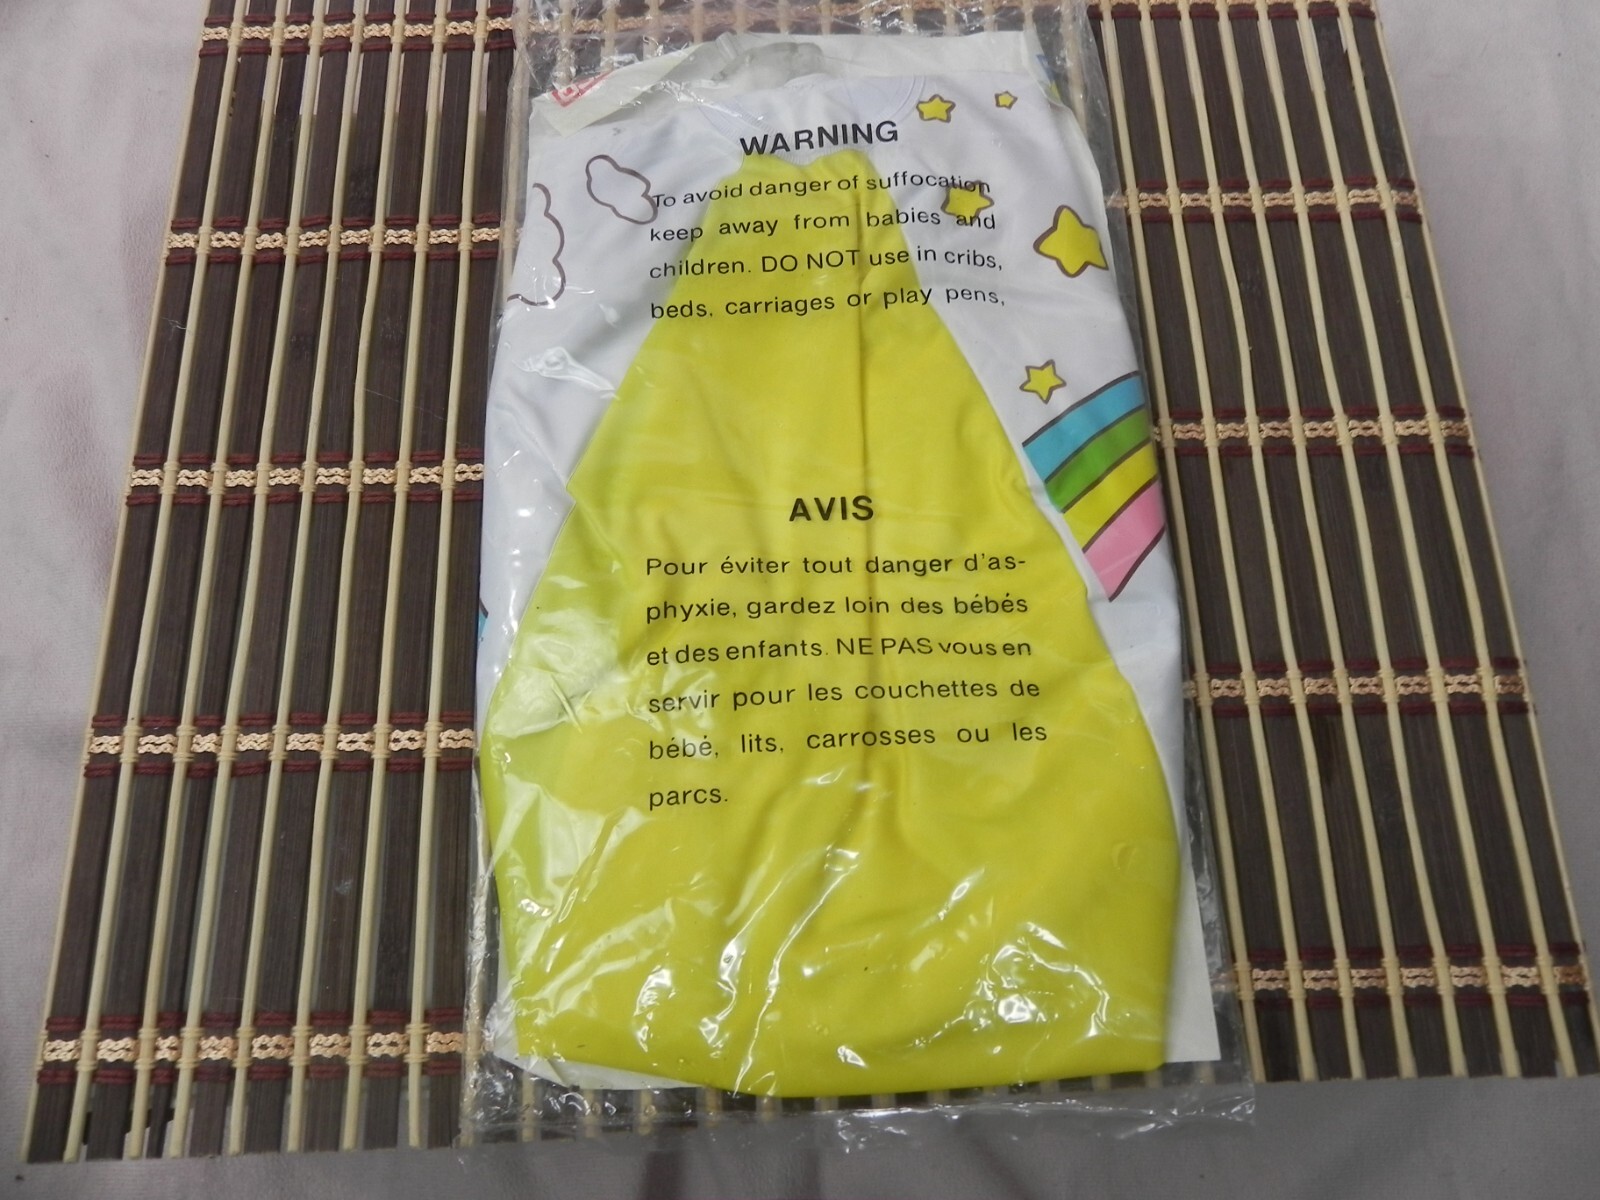 WARNING
To avoid danger of suffocation
keep away from babies and
children. DO NOT use in cribs,
beds, carriages or play pens,
AVIS
Pour éviter tout danger d'as-
phyxie, gardez loin des bébés
et des enfants. NE PAS vous en
servir pour les couchettes de
bébé, lits, carrosses ou les
parcs.